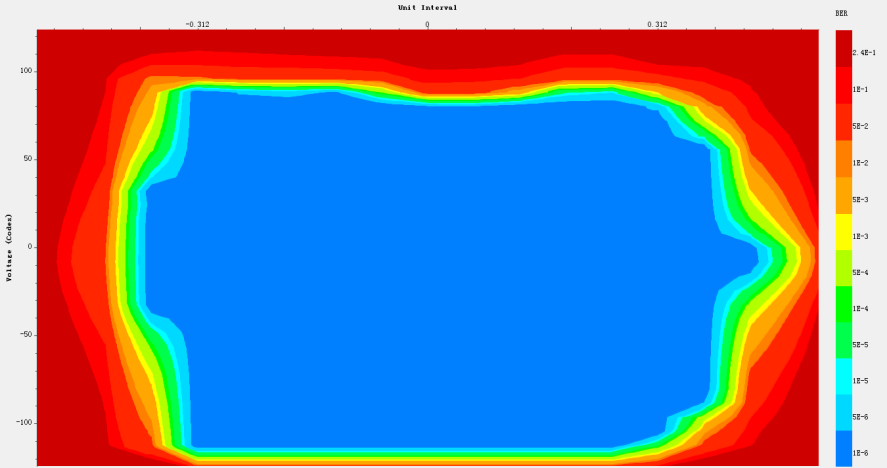 Unit Interval
BER
-0.312
0
0.312
100
50
0
-50
-100
Voltage (Codes)
2.4E-1
1E-1
5E-2
1E-2
5E-3
1E-3
5E-4
1E-4
5E-5
1E-5
5E-6
1E-6